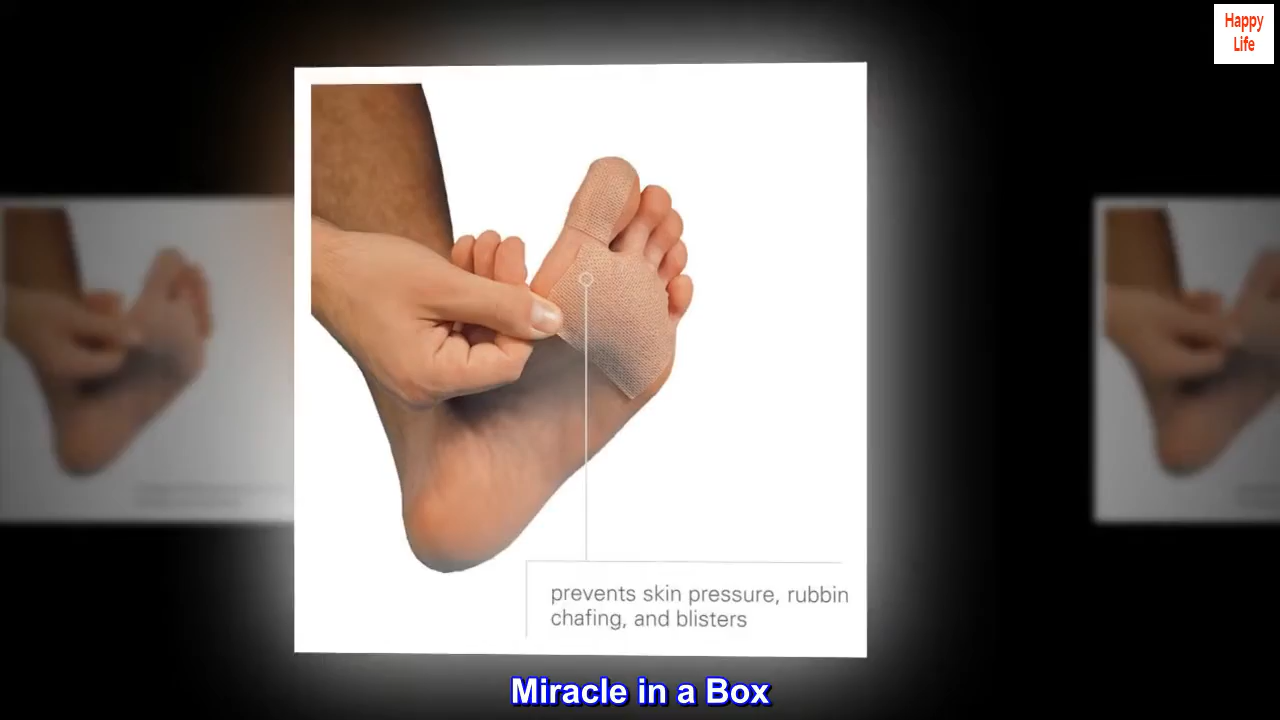 Happy
Life
prevents skin pressure, rubbin
chafing, and blisters
Miracle in a Box